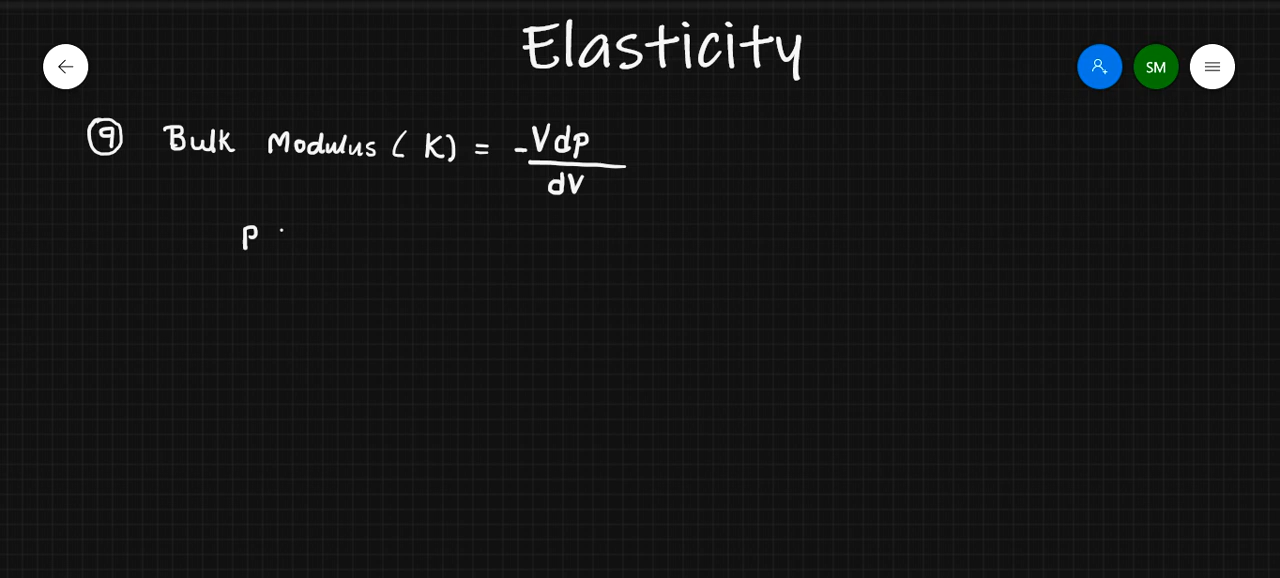 Elasticity
SM
9 Bulk Modulus (K) = -Vdp/dV
P